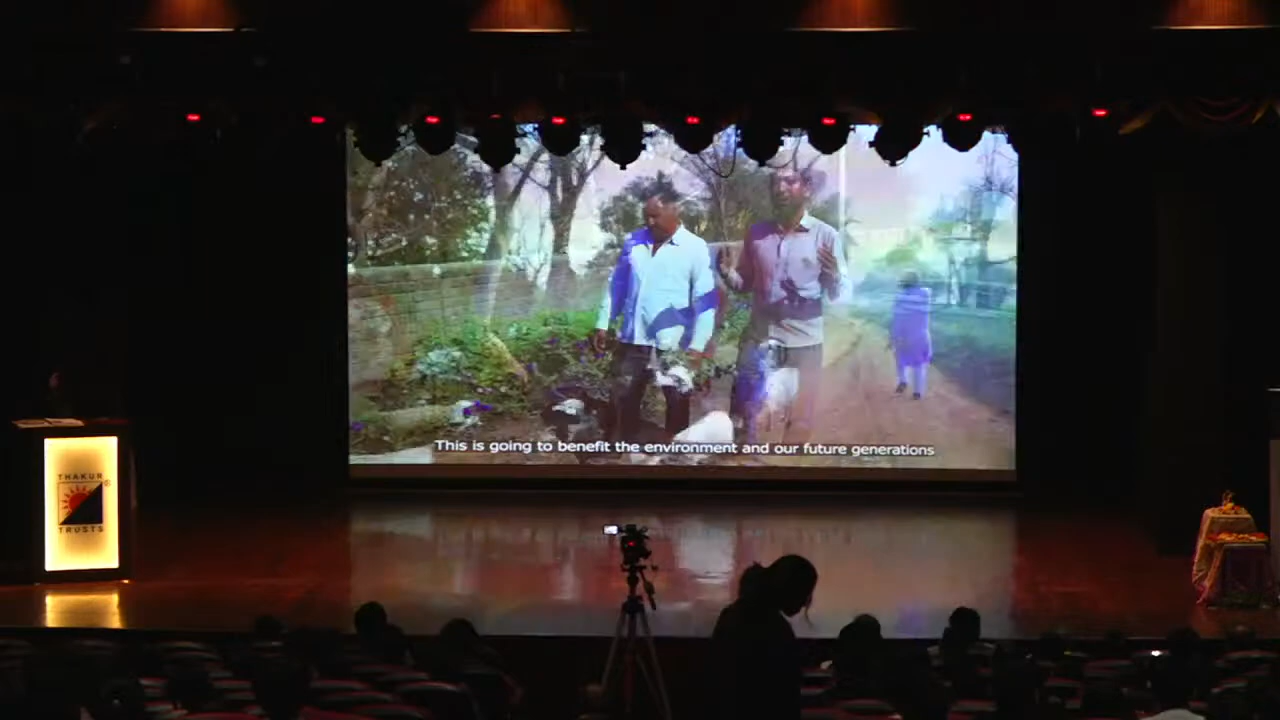 This is going to benefit the environment and our future generations
THAKUR
®
TRUSTS